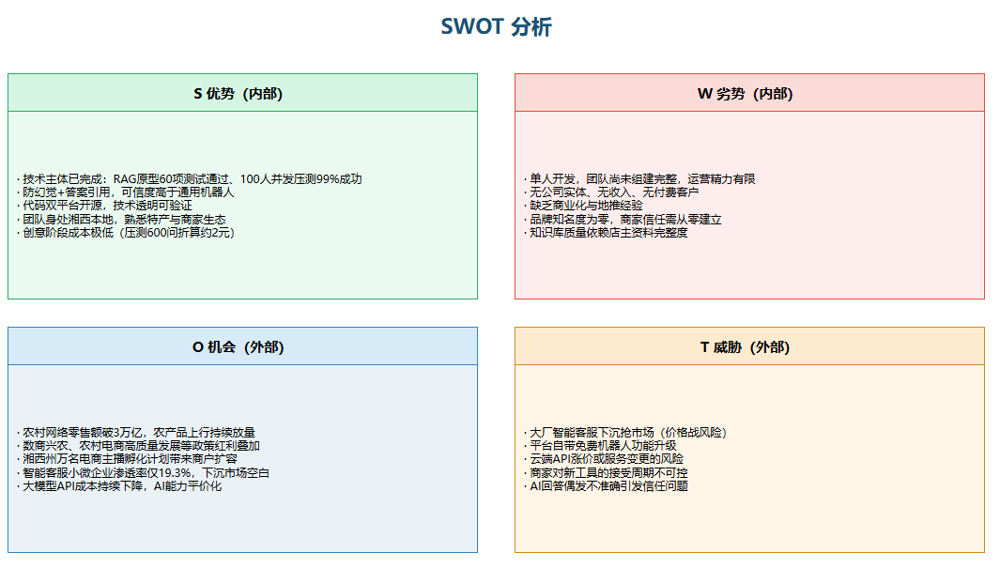 SWOT 分析
S 优势（内部）
· 技术主体已完成：RAG原型60项测试通过、100人并发压测99%成功
· 防幻觉+答案引用，可信度高于通用机器人
· 代码双平台开源，技术透明可验证
· 团队身处湘西本地，熟悉特产与商家生态
· 创意阶段成本极低（压测600问折算约2元）
W 劣势（内部）
· 单人开发，团队尚未组建完整，运营精力有限
· 无公司实体、无收入、无付费客户
· 缺乏商业化与地推经验
· 品牌知名度为零，商家信任需从零建立
· 知识库质量依赖店主资料完整度
O 机会（外部）
· 农村网络零售额破3万亿，农产品上行持续放量
· 数商兴农、农村电商高质量发展等政策红利叠加
· 湘西州万名电商主播孵化计划带来商户扩容
· 智能客服小微企业渗透率仅19.3%，下沉市场空白
· 大模型API成本持续下降，AI能力平价化
T 威胁（外部）
· 大厂智能客服下沉抢市场（价格战风险）
· 平台自带免费机器人功能升级
· 云端API涨价或服务变更的风险
· 商家对新工具的接受周期不可控
· AI回答偶发不准确引发信任问题